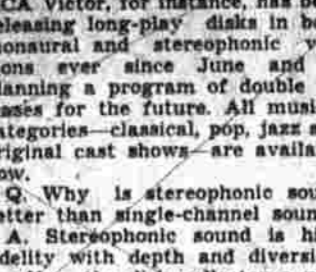 CA Victor, for instance, has be
eleasing long-play disks in bo
onaural and stereophonic v
ions ever since June and
lanning a program of double
ases for the future. All musi
ategories—classical, pop, jazz a
riginal cast shows—are availa
ow.
Q. Why is stereophonic sou
etter than single-channel soun
A. Stereophonic sound is hi
delity with depth and diversi